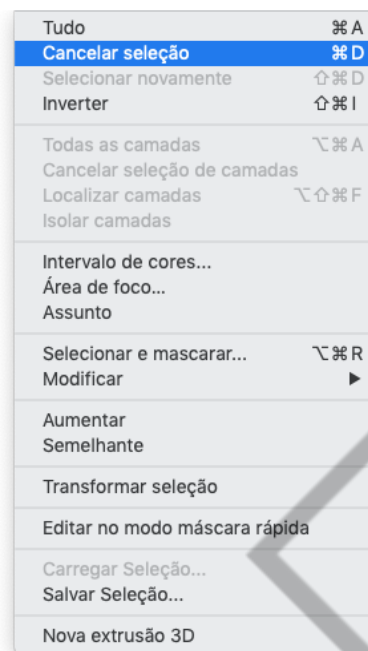 Tudo ⌘A
Cancelar seleção ⌘D
Selecionar novamente ⇧⌘D
Inverter ⇧⌘I
Todas as camadas ⌥⌘A
Cancelar seleção de camadas
Localizar camadas ⌥⇧⌘F
Isolar camadas
Intervalo de cores...
Área de foco...
Assunto
Selecionar e mascarar... ⌥⌘R
Modificar ▶
Aumentar
Semelhante
Transformar seleção
Editar no modo máscara rápida
Carregar Seleção...
Salvar Seleção...
Nova extrusão 3D